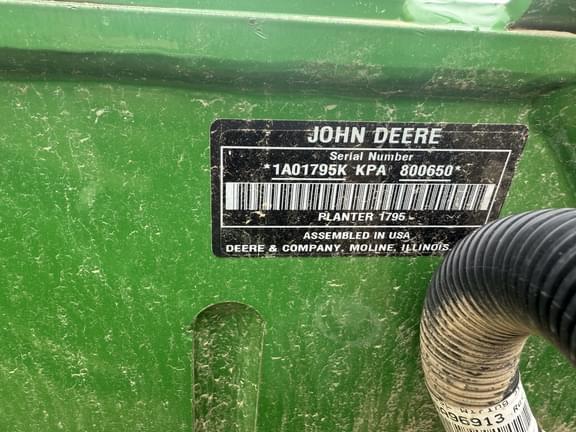 JOHN DEERE
Serial Number
*1A01795K KPA 800650*
PLANTER 1795
ASSEMBLED IN USA
DEERE & COMPANY, MOLINE, ILLINOIS